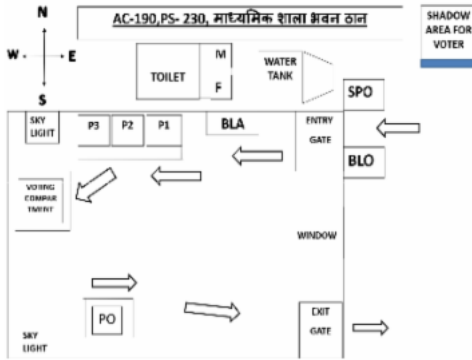 N
W E
S
AC-190,PS- 230, माध्यमिक शाला भवन ठान
SHADOW
AREA FOR
VOTER
TOILET
M
F
WATER
TANK
SPO
SKY
LIGHT
P3 P2 P1
BLA
ENTRY
GATE
BLO
VOTING
COMPAR
TMENT
WINDOW
PO
SKY
LIGHT
EXIT
GATE